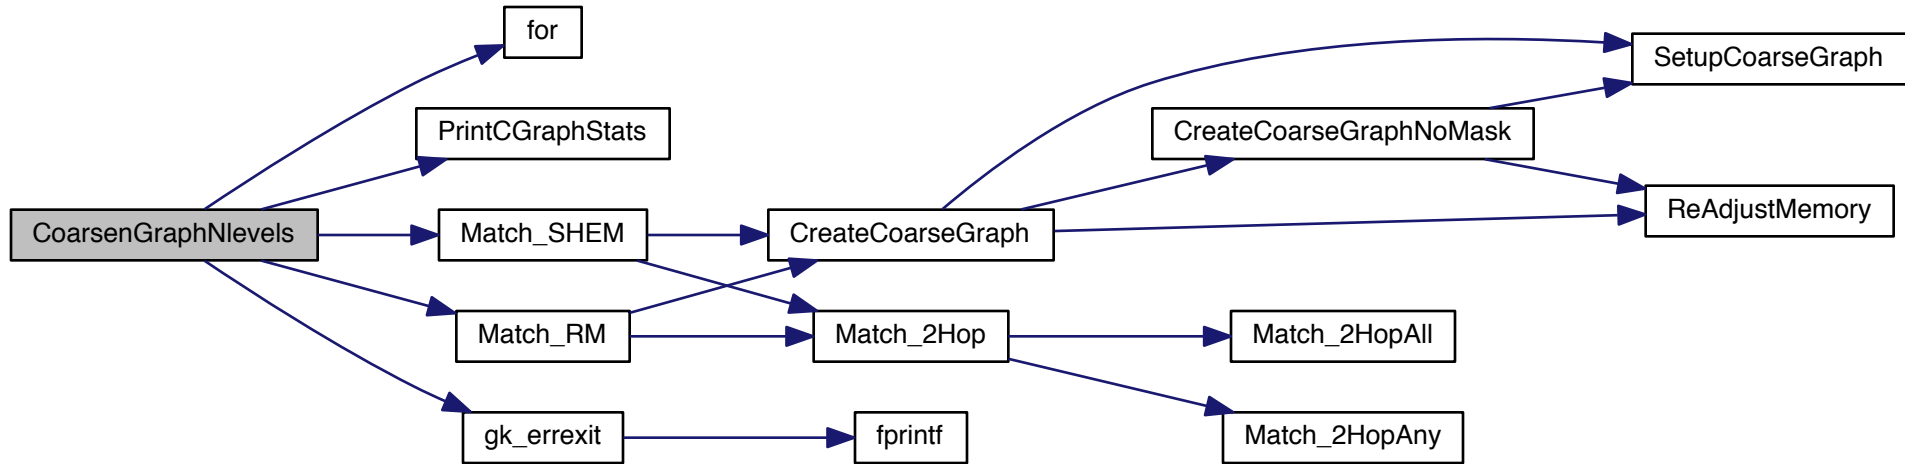 for
SetupCoarseGraph
PrintCGraphStats
CreateCoarseGraphNoMask
ReAdjustMemory
CoarsenGraphNlevels
Match_SHEM
CreateCoarseGraph
Match_RM
Match_2Hop
Match_2HopAll
gk_errexit
fprintf
Match_2HopAny